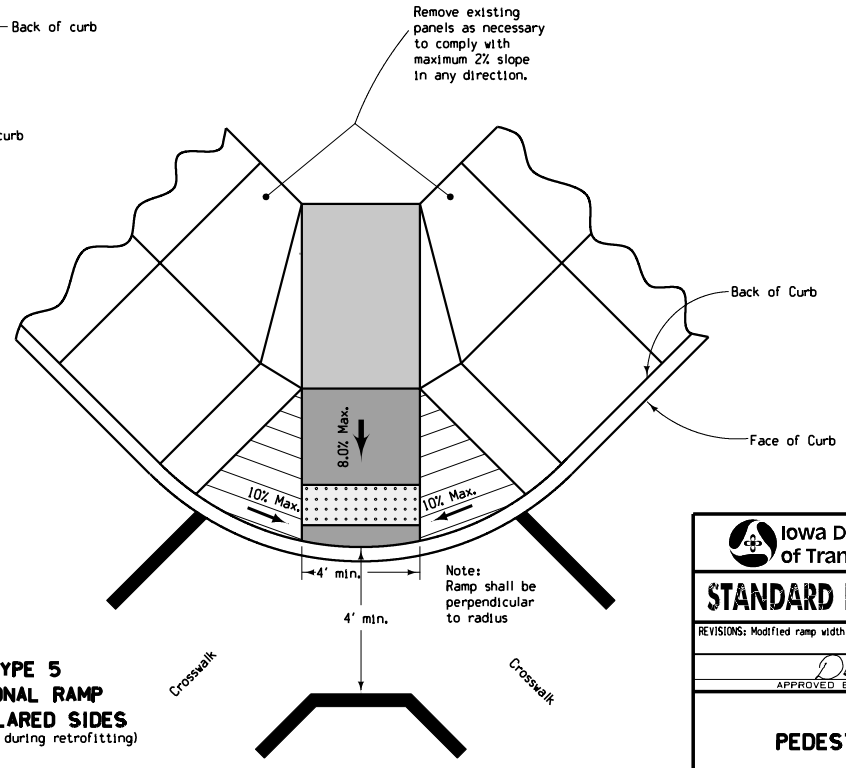 Back of curb
curb
Remove existing
panels as necessary
to comply with
maximum 2% slope
in any direction.
Back of Curb
Face of Curb
8.0% Max.
10% Max.
10% Max.
4' min.
4' min.
Note:
Ramp shall be
perpendicular
to radius
Crosswalk
Crosswalk
YPE 5
ONAL RAMP
LARED SIDES
during retrofitting)
Iowa D
of Tran
STANDARD
REVISIONS: Modified ramp width
APPROVED B
PEDES